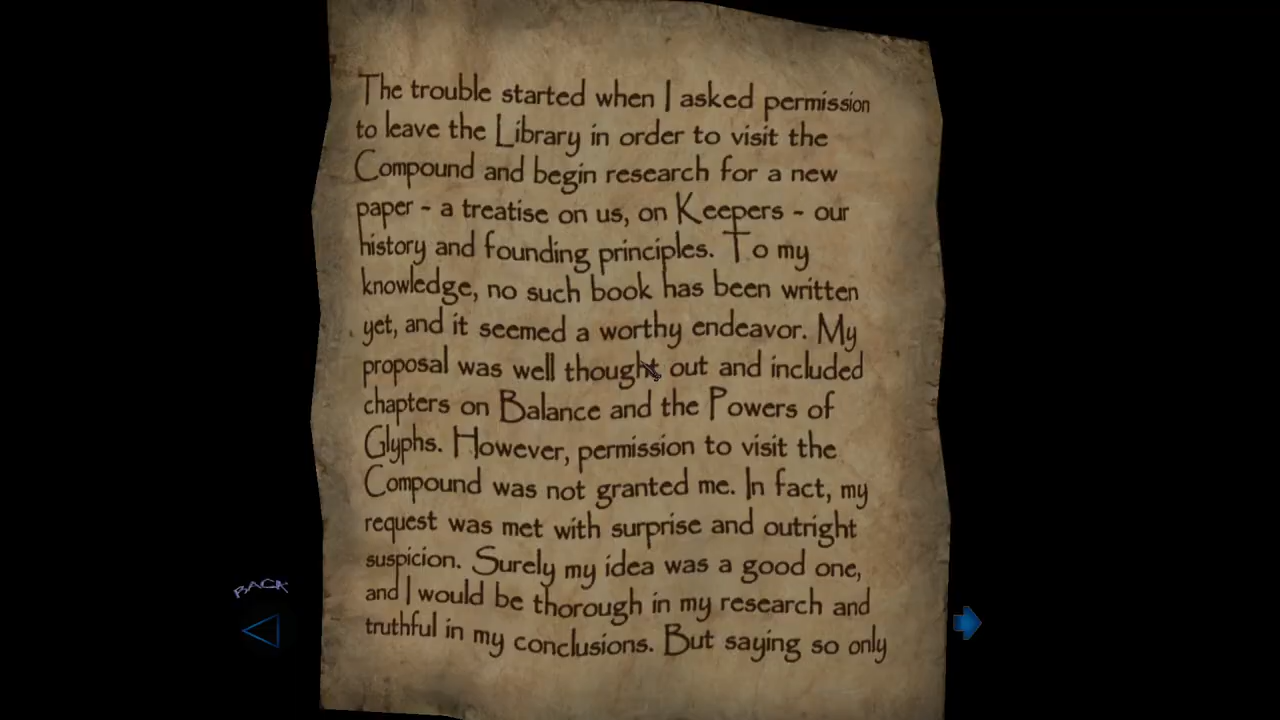 The trouble started when I asked permission
to leave the Library in order to visit the
Compound and begin research for a new
paper - a treatise on us, on Keepers - our
history and founding principles. To my
knowledge, no such book has been written
yet, and it seemed a worthy endeavor. My
proposal was well thought out and included
chapters on Balance and the Powers of
Glyphs. However, permission to visit the
Compound was not granted me. In fact, my
request was met with surprise and outright
suspicion. Surely my idea was a good one,
and I would be thorough in my research and
truthful in my conclusions. But saying so only
BACK